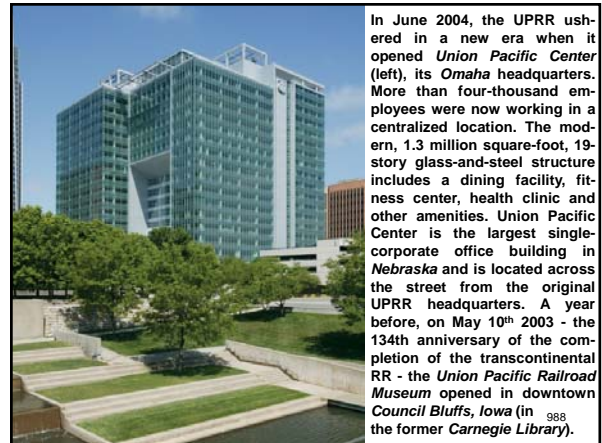 In June 2004, the UPRR ush-
ered in a new era when it
opened Union Pacific Center
(left), its Omaha headquarters.
More than four-thousand em-
ployees were now working in a
centralized location. The mod-
ern, 1.3 million square-foot, 19-
story glass-and-steel structure
includes a dining facility, fit-
ness center, health clinic and
other amenities. Union Pacific
Center is the largest single-
corporate office building in
Nebraska and is located across
the street from the original
UPRR headquarters. A year
before, on May 10th 2003 - the
134th anniversary of the com-
pletion of the transcontinental
RR - the Union Pacific Railroad
Museum opened in downtown
Council Bluffs, Iowa (in
the former Carnegie Library).
988